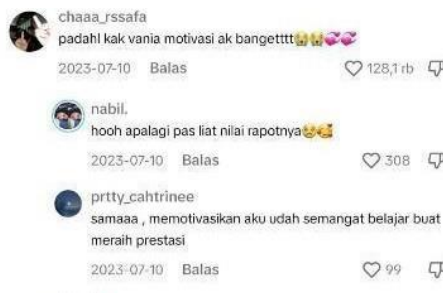 chaaa_rssafa
padahl kak vania motivasi ak bangetttt😭😭💞💞
2023-07-10 Balas 128,1 rb
nabil.
hooh apalagi pas liat nilai rapotnya😢🥰
2023-07-10 Balas 308
prtty_cahtrinee
samaaa , memotivasikan aku udah semangat belajar buat
meraih prestasi
2023-07-10 Balas 99